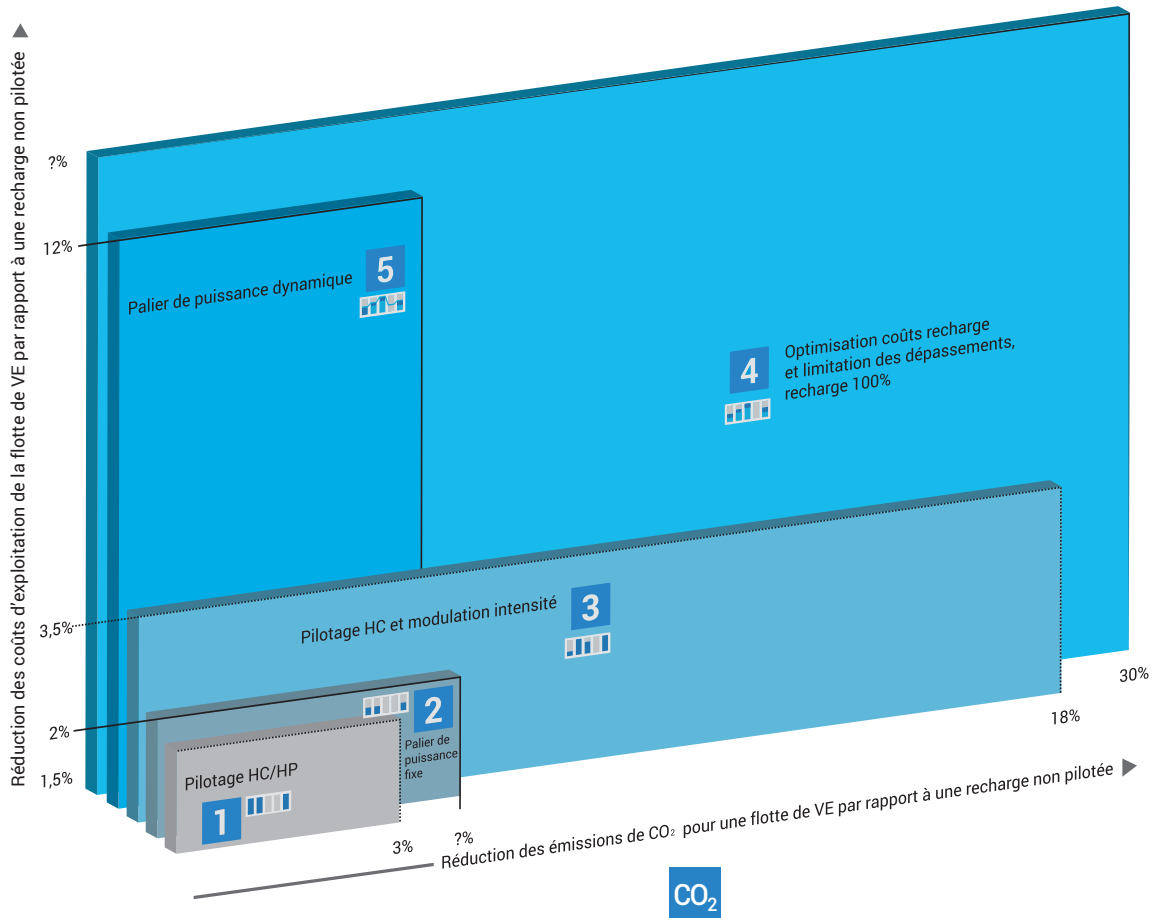 Réduction des coûts d'exploitation de la flotte de VE par rapport à une recharge non pilotée
?%
12%
3,5%
2%
1,5%
Palier de puissance dynamique
5
4
Optimisation coûts recharge
et limitation des dépassements,
recharge 100%
Pilotage HC et modulation intensité
3
2
Palier de
puissance
fixe
Pilotage HC/HP
1
3%
?%
18%
30%
Réduction des émissions de CO₂ pour une flotte de VE par rapport à une recharge non pilotée
CO₂